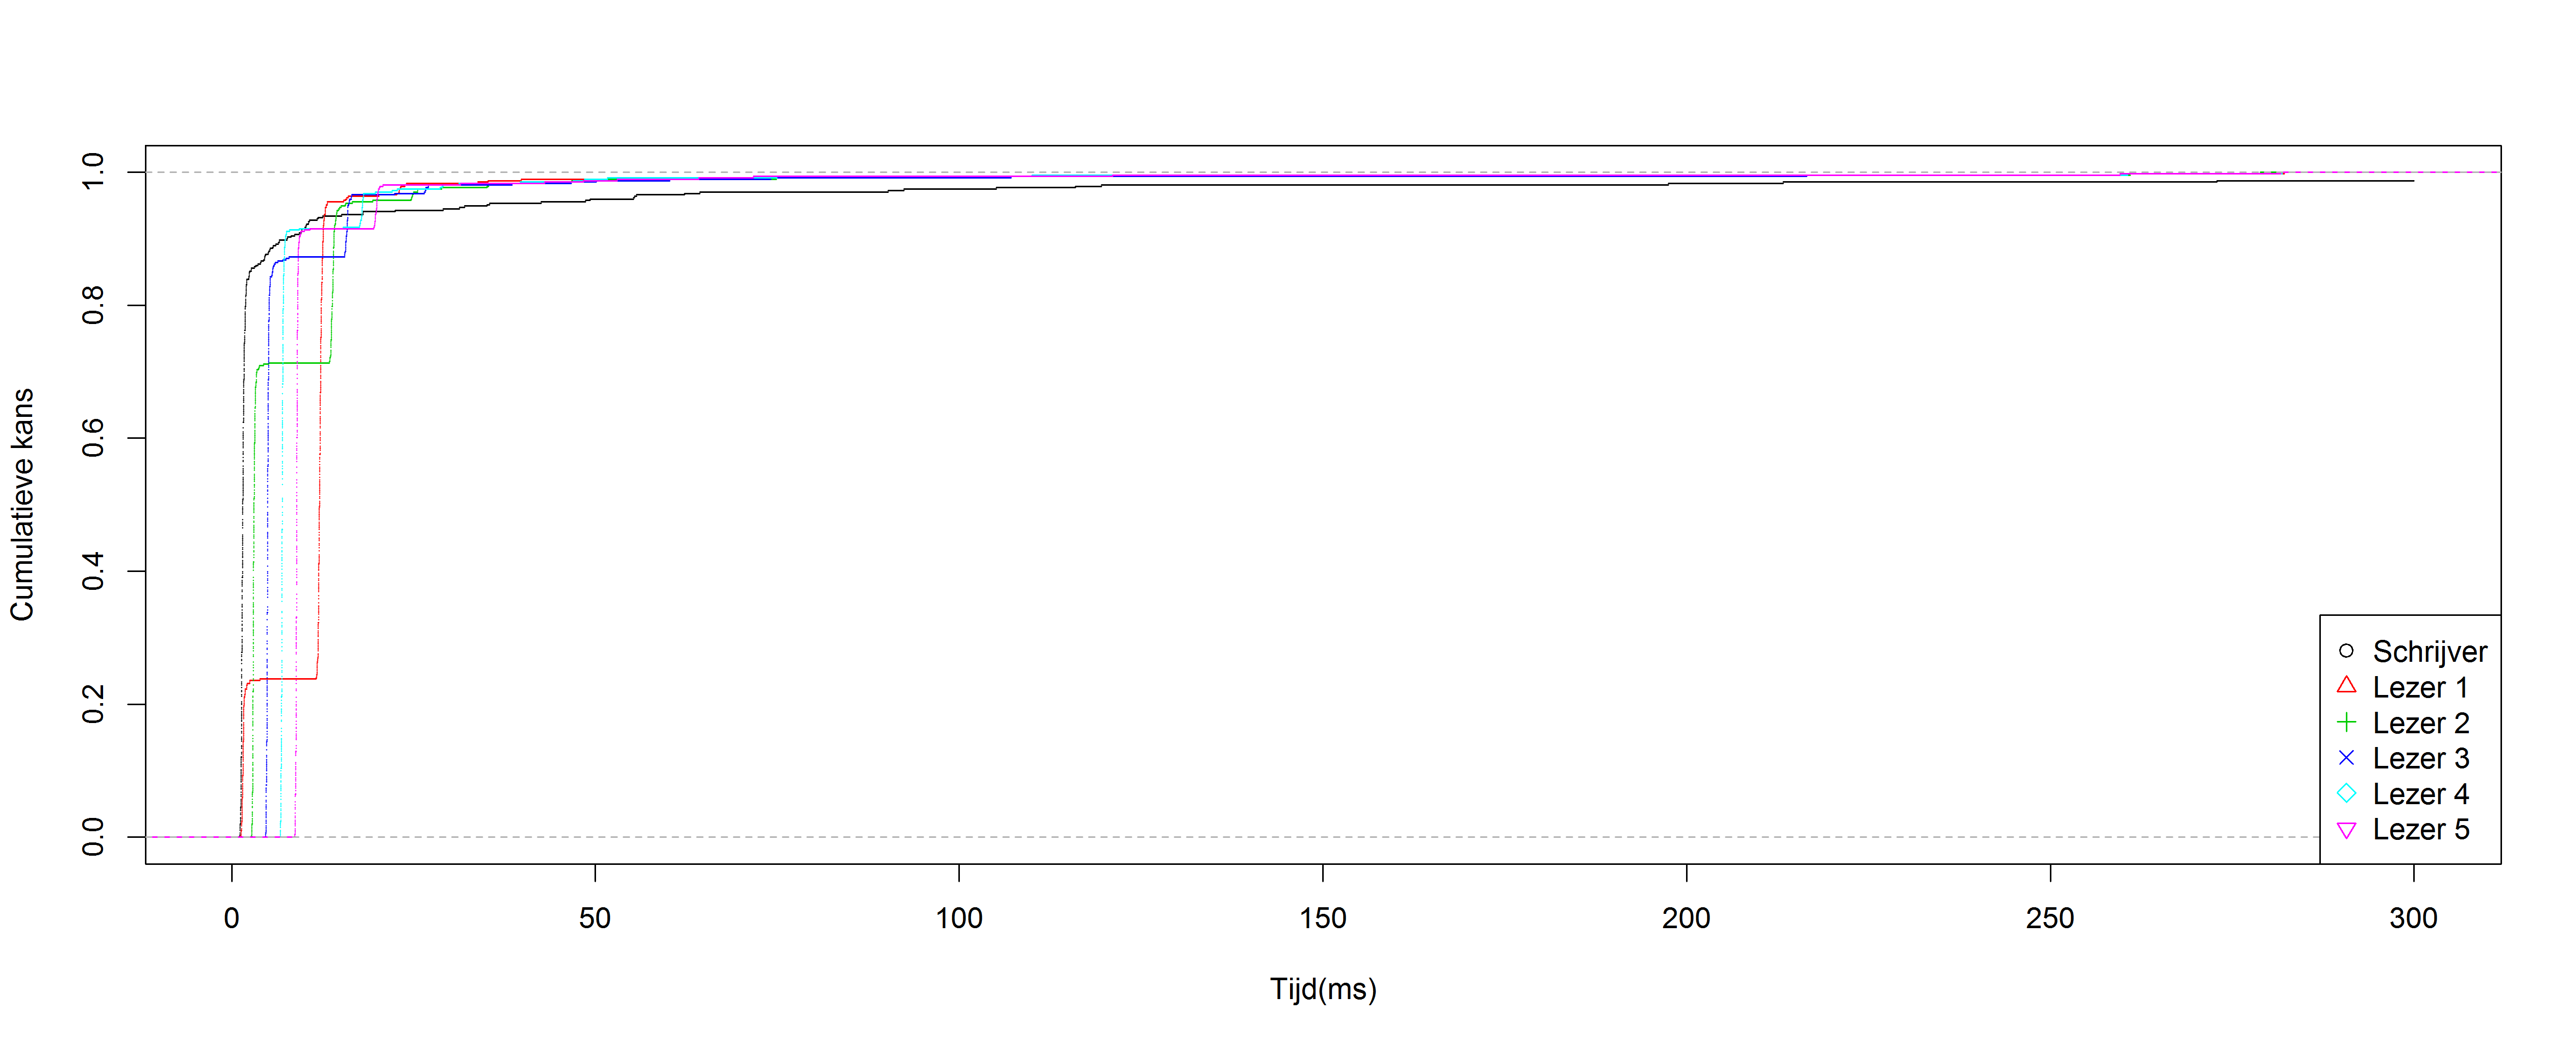 Cumulatieve kans
1.0
0.8
0.6
0.4
0.2
0.0
Schrijver
Lezer 1
Lezer 2
Lezer 3
Lezer 4
Lezer 5
0 50 100 150 200 250 300
Tijd(ms)